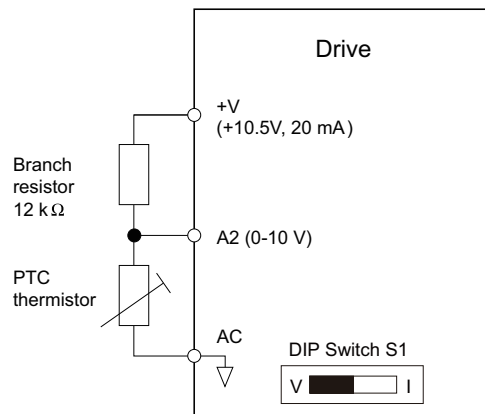 Drive
+V
(+10.5V, 20 mA)
Branch
resistor
12 kΩ
A2 (0-10 V)
PTC
thermistor
AC
DIP Switch S1
V I